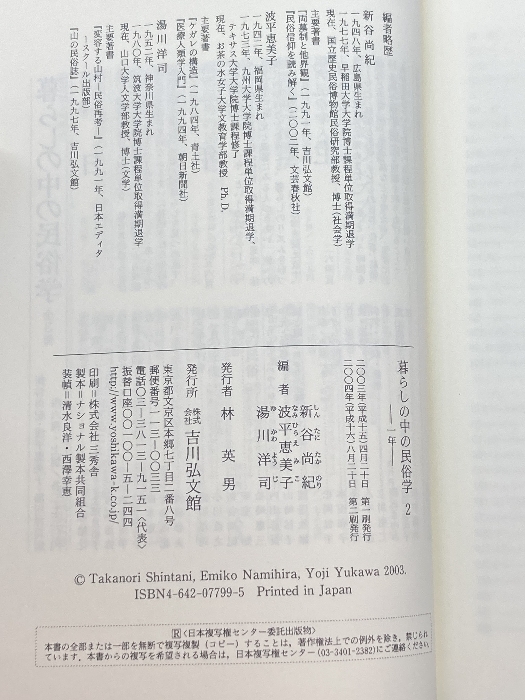 編者略歴
新谷尚紀
一九四八年、広島県生まれ
一九七七年、早稲田大学大学院博士課程単位取得満期退学
現在、国立歴史民俗博物館民俗研究部教授、博士(社会学)
主要著書
『両墓制と他界観』(一九九一年、吉川弘文館)
『民俗信仰を読み解く』(二〇〇二年、文芸春秋社)
波平恵美子
一九四二年、福岡県生まれ
一九七三年、九州大学大学院博士課程単位取得満期退学、
テキサス大学大学院博士課程修了
現在、お茶の水女子大学文教育学部教授 Ph. D.
主要著書
『ケガレの構造』(一九八四年、青土社)
『医療人類学入門』(一九九四年、朝日新聞社)
湯川洋司
一九五二年、神奈川県生まれ
一九八〇年、筑波大学大学院博士課程単位取得満期退学
現在、山口大学人文学部教授、博士(文学)
主要著書
『変容する山村―民俗再考―』(一九九一年、日本エディタ
ースクール出版部)
『山の民俗誌』(一九九七年、吉川弘文館)
暮らしの中の民俗学 2
――一年――
二〇〇三年(平成十五)四月二十日 第一刷発行
二〇〇四年(平成十六)八月二十日 第二刷発行
編者 新谷尚紀
しん たに たか のり
波平恵美子
なみ ひら え み こ
湯川洋司
ゆ かわ よう じ
発行者 林 英男
発行所 株式会社 吉川弘文館
東京都文京区本郷七丁目二番八号
郵便番号一一三―〇〇三三
電話〇三―三八一三―九一五一〈代表〉
振替口座〇〇一〇〇―五―二四四
http://www.yoshikawa-k.co.jp/
印刷=株式会社 三秀舎
製本=ナショナル製本共同組合
装幀=清水良洋・西澤幸恵
© Takanori Shintani, Emiko Namihira, Yoji Yukawa 2003.
ISBN4-642-07799-5 Printed in Japan
R〈日本複写権センター委託出版物〉
本書の全部または一部を無断で複写複製(コピー)することは、著作権法上での例外を除き、禁じられ
ています。本書からの複写を希望される場合は、日本複写権センター(03-3401-2382)にご連絡ください。